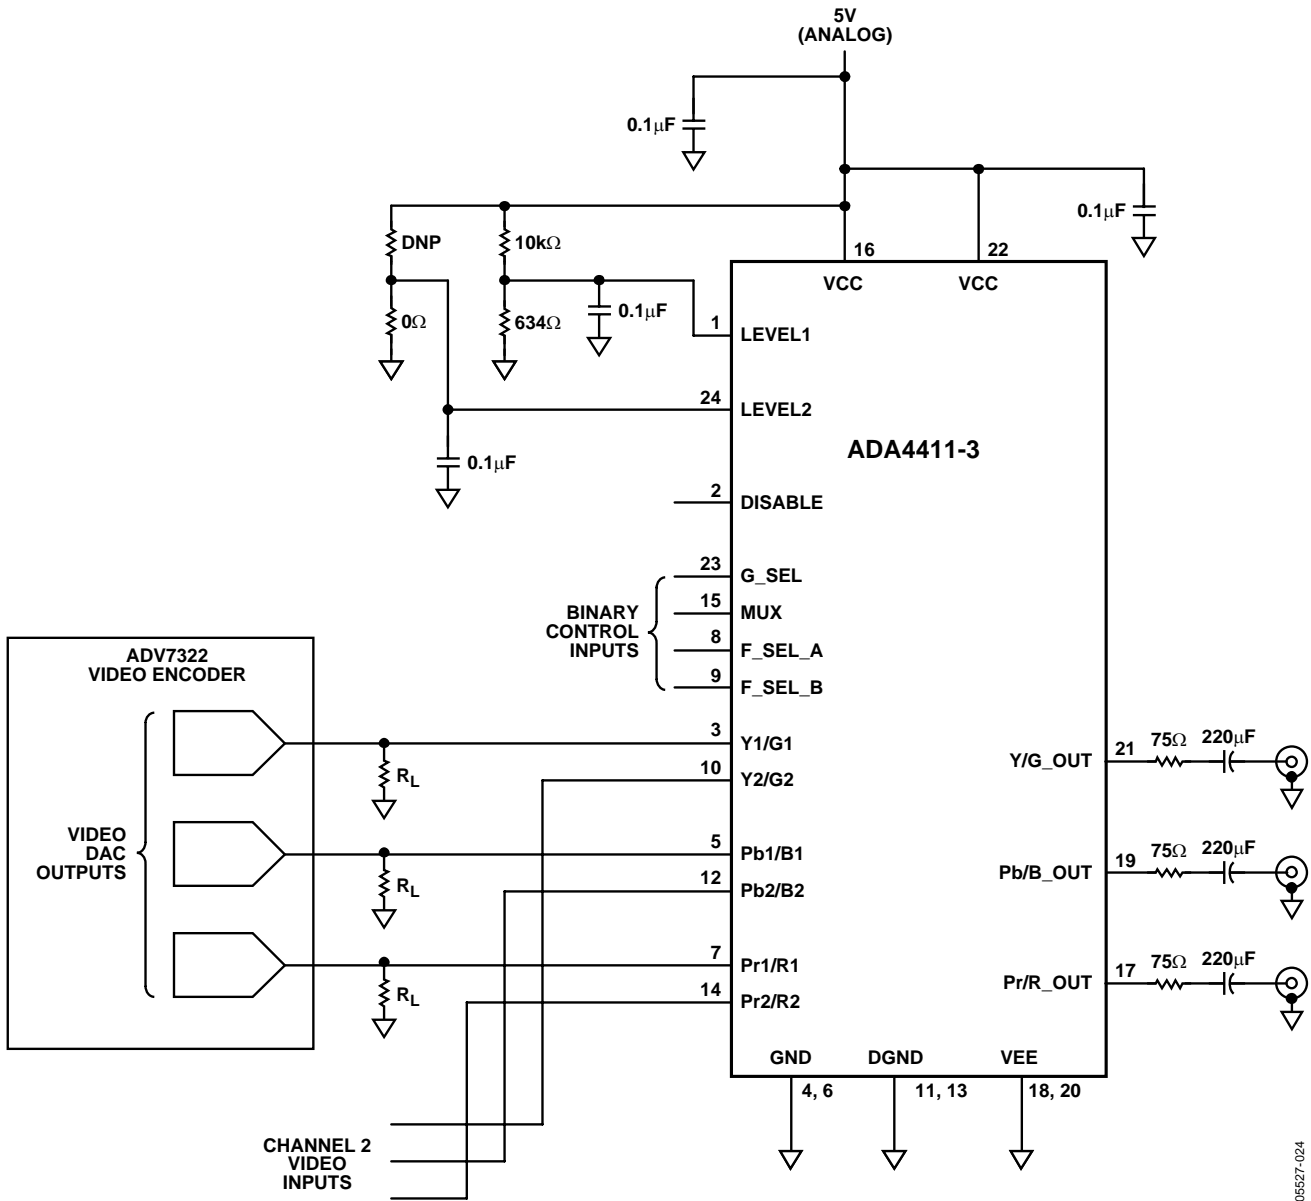 5V
(ANALOG)
0.1μF
0.1μF
DNP
10kΩ
16
22
VCC
VCC
0Ω
634Ω
0.1μF
1
LEVEL1
24
LEVEL2
ADA4411-3
0.1μF
2
DISABLE
23
G_SEL
BINARY
CONTROL
INPUTS
15
MUX
8
F_SEL_A
9
F_SEL_B
ADV7322
VIDEO ENCODER
3
Y1/G1
10
Y2/G2
RL
Y/G_OUT
21
75Ω
220μF
VIDEO
DAC
OUTPUTS
5
Pb1/B1
12
Pb2/B2
RL
Pb/B_OUT
19
75Ω
220μF
7
Pr1/R1
14
Pr2/R2
RL
Pr/R_OUT
17
75Ω
220μF
GND
DGND
VEE
4, 6
11, 13
18, 20
CHANNEL 2
VIDEO
INPUTS
05527-024